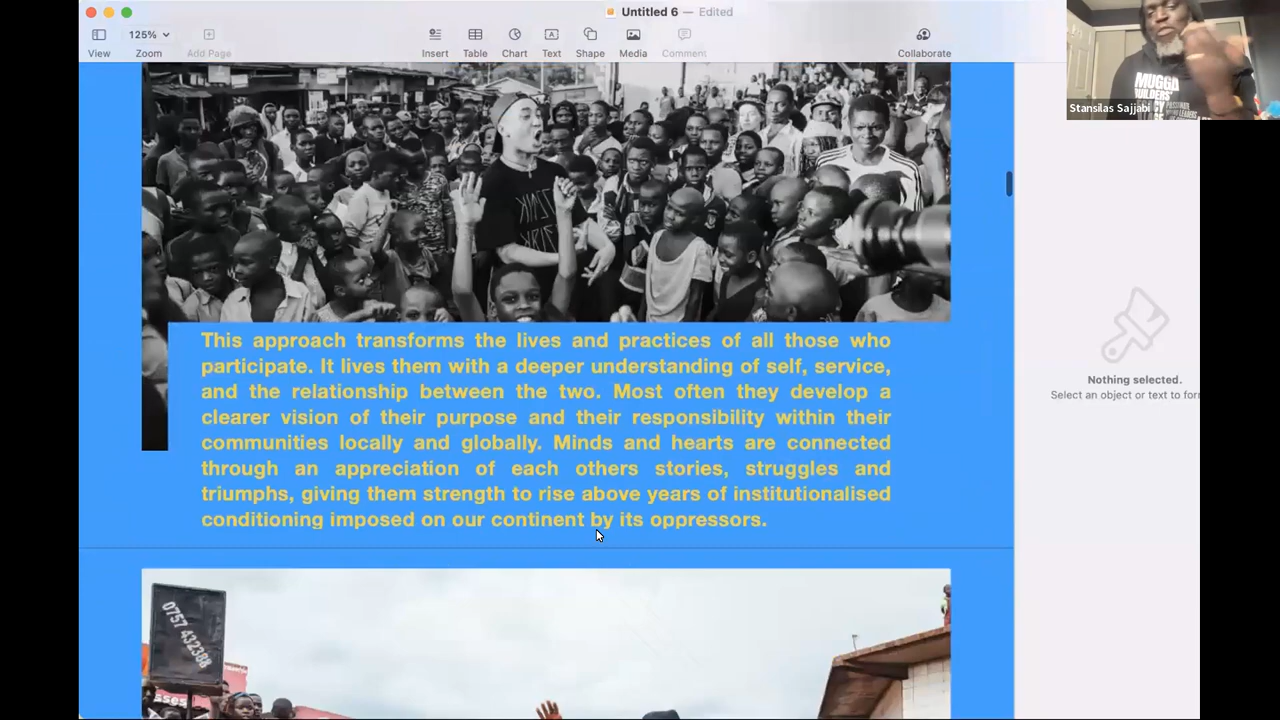 Untitled 6 — Edited
125%
View Zoom Add Page Insert Table Chart Text Shape Media Comment Collaborate
MUGGA
Stansilas Sajjabi
This approach transforms the lives and practices of all those who
participate. It lives them with a deeper understanding of self, service,
and the relationship between the two. Most often they develop a
clearer vision of their purpose and their responsibility within their
communities locally and globally. Minds and hearts are connected
through an appreciation of each others stories, struggles and
triumphs, giving them strength to rise above years of institutionalised
conditioning imposed on our continent by its oppressors.
Nothing selected.
Select an object or text to for
0757 432388